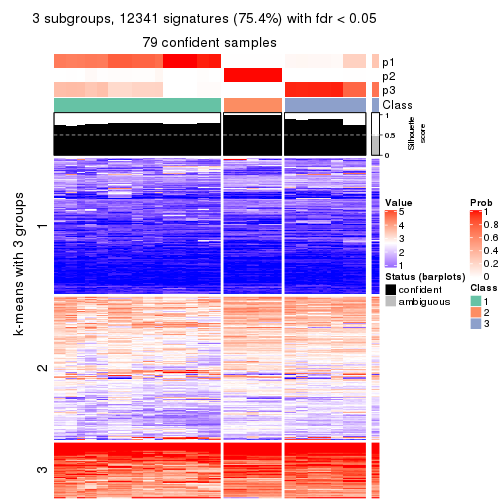 3 subgroups, 12341 signatures (75.4%) with fdr < 0.05
79 confident samples
p1
p2
p3
Class
1
0.5
0
Silhouette
score
k-means with 3 groups
1
2
3
Value
5
4
3
2
1
Status (barplots)
confident
ambiguous
Prob
1
0.8
0.6
0.4
0.2
0
Class
1
2
3